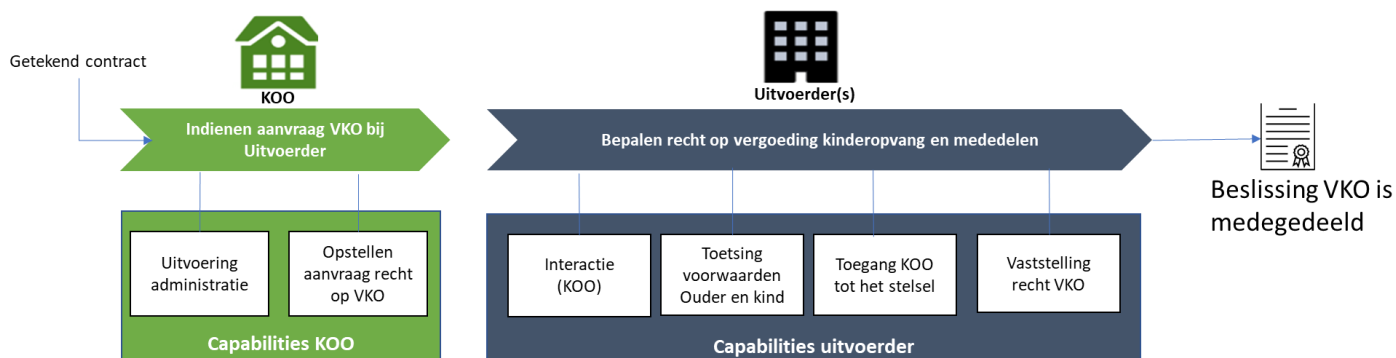 Getekend contract
KOO
Uitvoerder(s)
Indienen aanvraag VKO bij
Uitvoerder
Bepalen recht op vergoeding kinderopvang en mededelen
Beslissing VKO is
medegedeeld
Uitvoering
administratie
Opstellen
aanvraag recht
op VKO
Interactie
(KOO)
Toetsing
voorwaarden
Ouder en kind
Toegang KOO
tot het stelsel
Vaststelling
recht VKO
Capabilities KOO
Capabilities uitvoerder